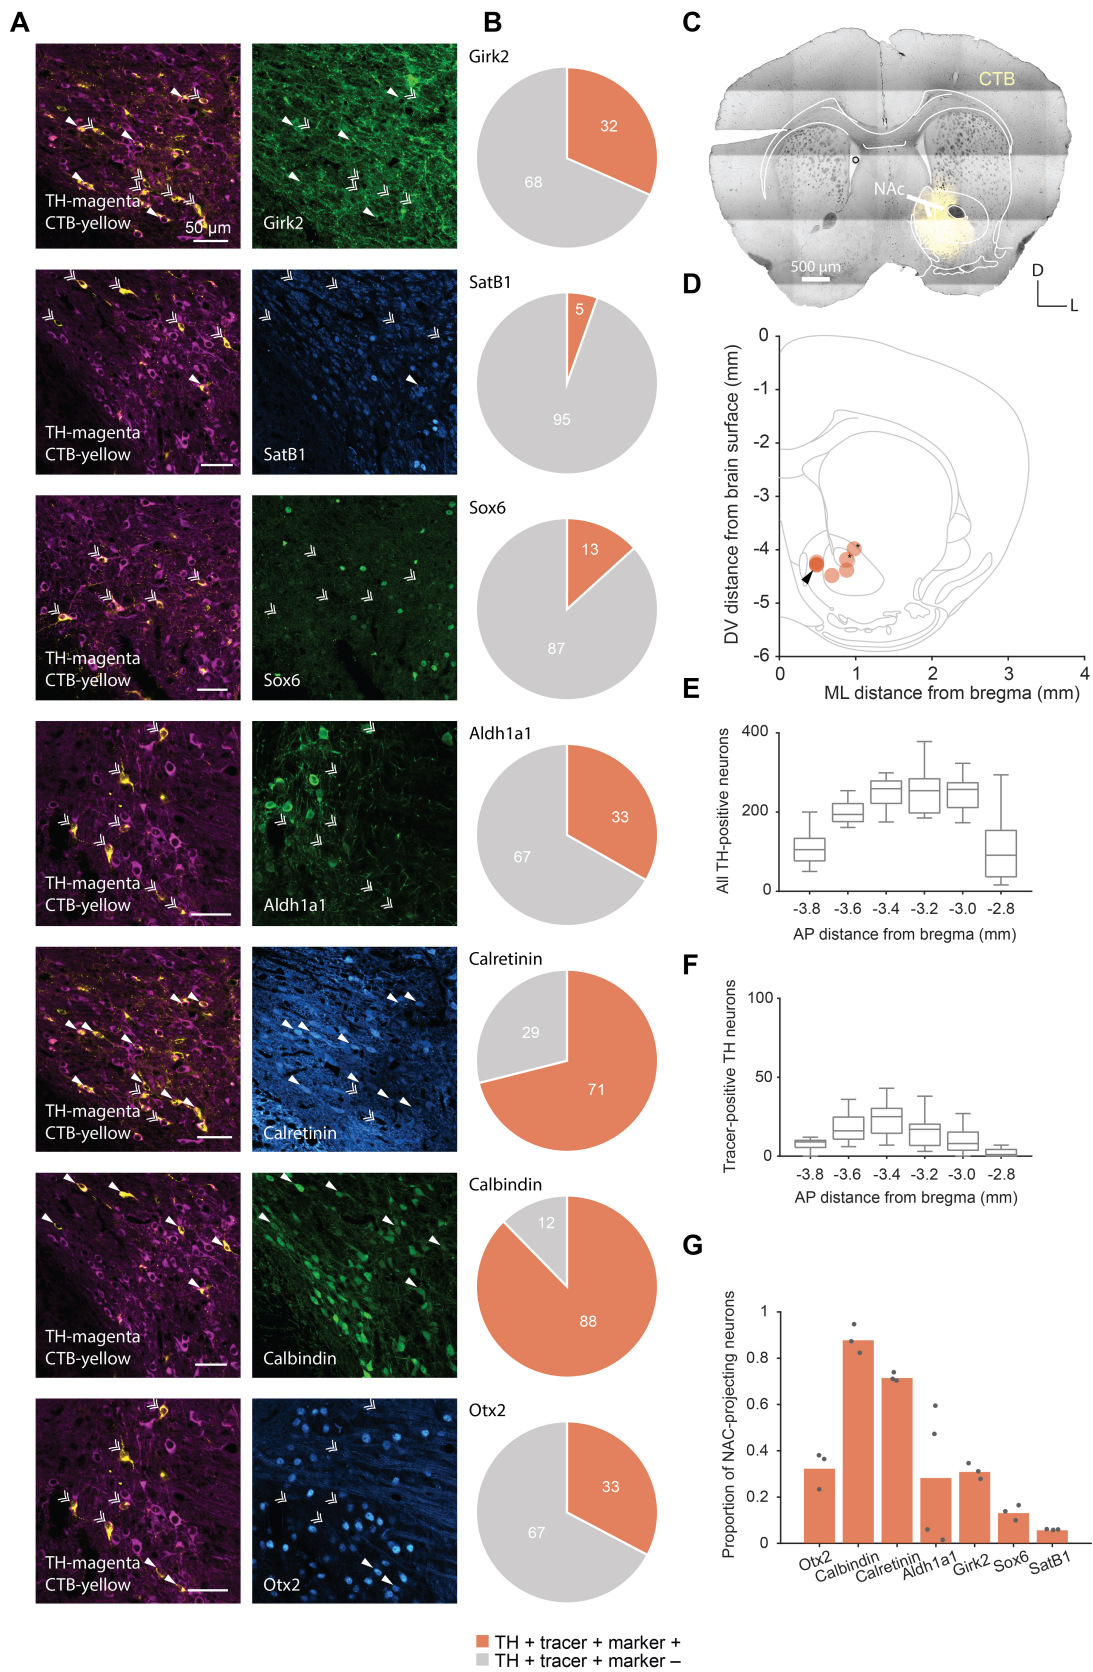 A
TH-magenta
CTB-yellow
50 µm
Girk2
TH-magenta
CTB-yellow
SatB1
TH-magenta
CTB-yellow
Sox6
TH-magenta
CTB-yellow
Aldh1a1
TH-magenta
CTB-yellow
Calretinin
TH-magenta
CTB-yellow
Calbindin
TH-magenta
CTB-yellow
Otx2
B
Girk2
32
68
SatB1
5
95
Sox6
13
87
Aldh1a1
33
67
Calretinin
29
71
Calbindin
12
88
Otx2
33
67
TH + tracer + marker +
TH + tracer + marker –
C
CTB
NAc
500 µm
D
L
D
DV distance from brain surface (mm)
0
-1
-2
-3
-4
-5
-6
* 
*
0 1 2 3 4
ML distance from bregma (mm)
E
All TH-positive neurons
400
200
0
-3.8 -3.6 -3.4 -3.2 -3.0 -2.8
AP distance from bregma (mm)
F
Tracer-positive TH neurons
100
50
0
-3.8 -3.6 -3.4 -3.2 -3.0 -2.8
AP distance from bregma (mm)
G
Proportion of NAC-projecting neurons
1
0.8
0.6
0.4
0.2
0
Otx2 Calbindin Calretinin Aldh1a1 Girk2 Sox6 SatB1